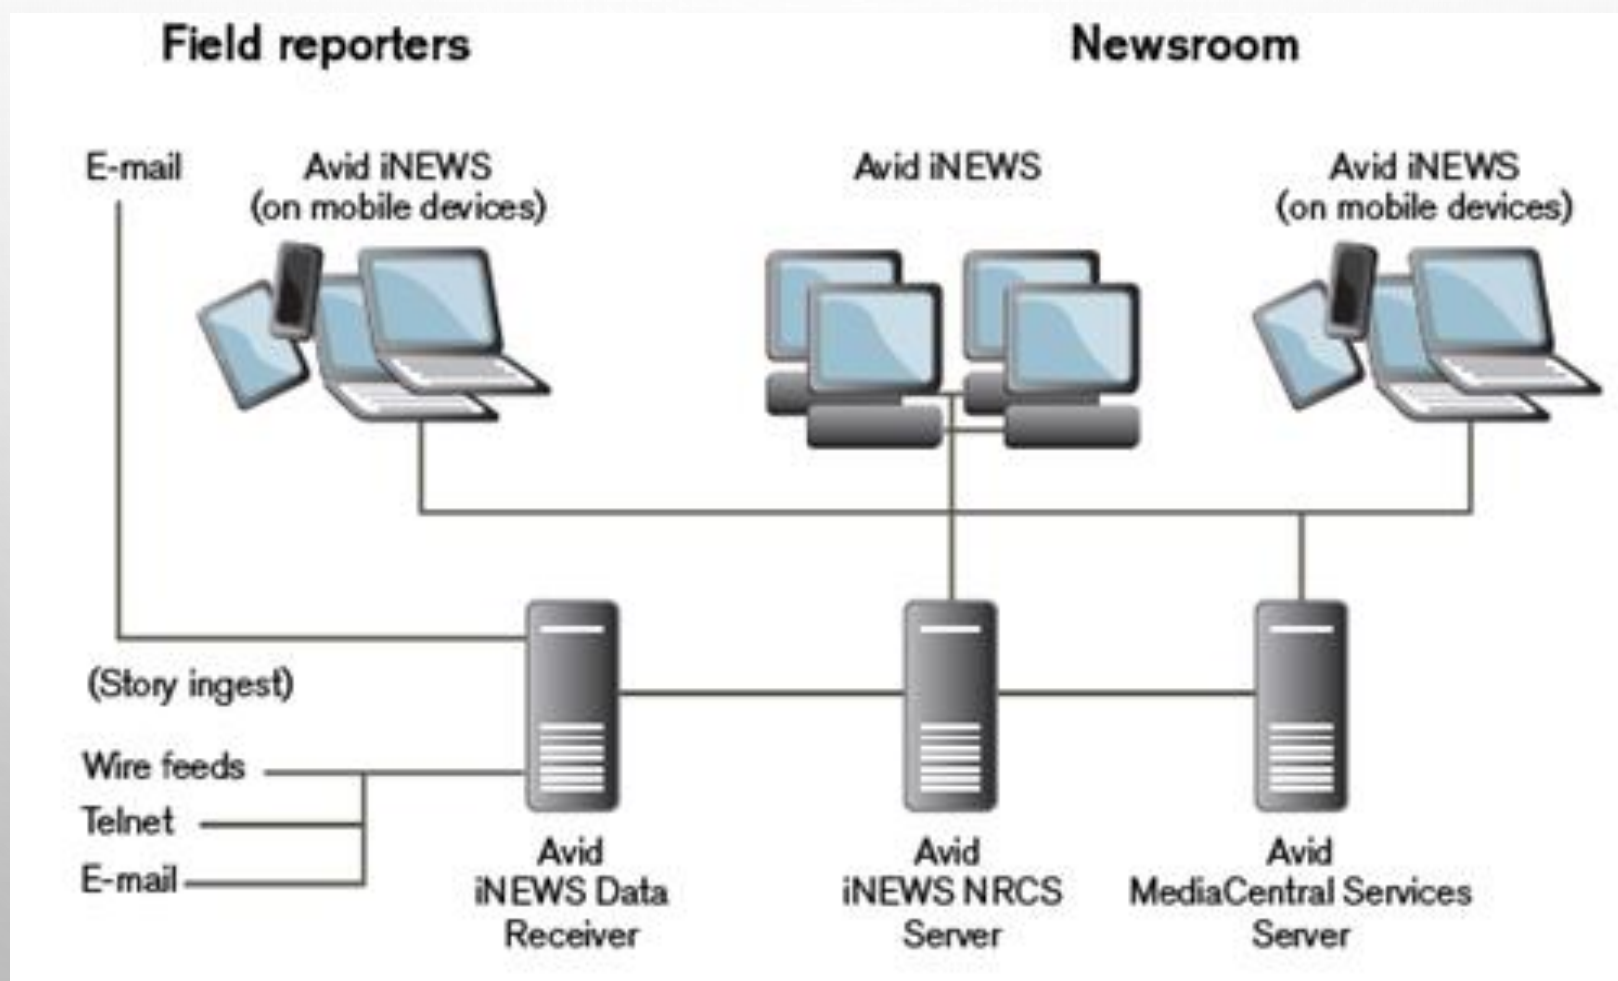 Field reporters
Newsroom
E-mail
Avid iNEWS
(on mobile devices)
Avid iNEWS
Avid iNEWS
(on mobile devices)
(Story ingest)
Wire feeds
Telnet
E-mail
Avid
iNEWS Data
Receiver
Avid
iNEWS NRCS
Server
Avid
MediaCentral Services
Server